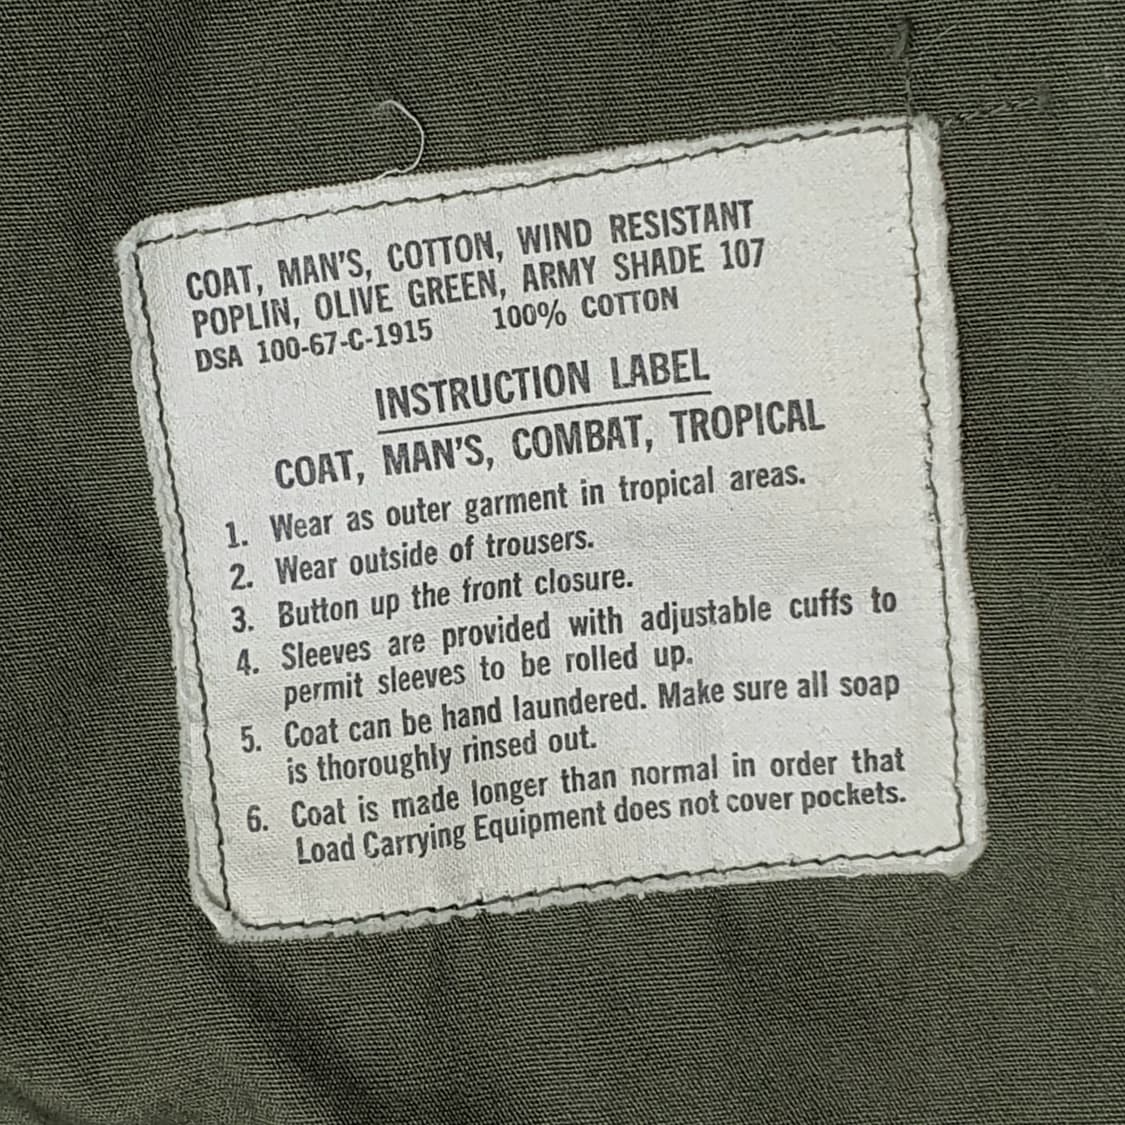 COAT, MAN'S, COTTON, WIND RESISTANT
POPLIN, OLIVE GREEN, ARMY SHADE 107
DSA 100-67-C-1915 100% COTTON
INSTRUCTION LABEL
COAT, MAN'S, COMBAT, TROPICAL
1. Wear as outer garment in tropical areas.
2. Wear outside of trousers.
3. Button up the front closure.
4. Sleeves are provided with adjustable cuffs to
permit sleeves to be rolled up.
5. Coat can be hand laundered. Make sure all soap
is thoroughly rinsed out.
6. Coat is made longer than normal in order that
Load Carrying Equipment does not cover pockets.